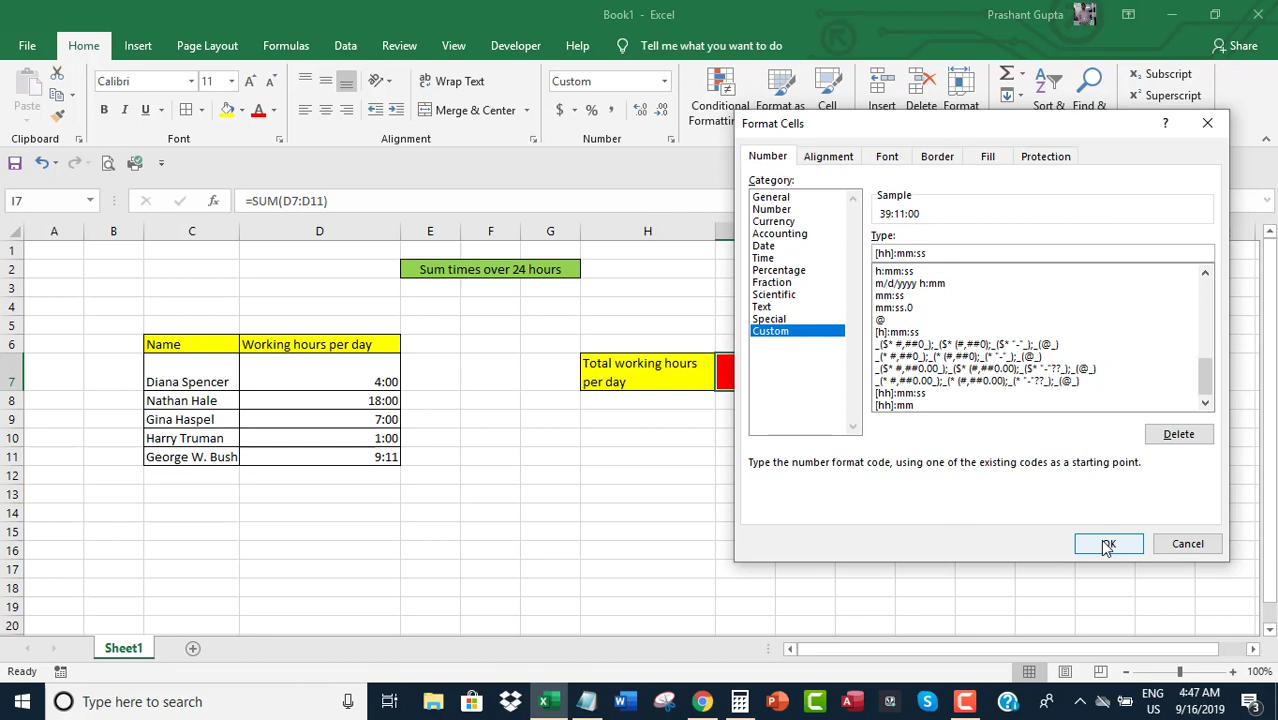 Book1 - Excel
Prashant Gupta
File Home Insert Page Layout Formulas Data Review View Developer Help Tell me what you want to do Share
Paste
Calibri 11 A A
B I U A
Wrap Text
Merge & Center
Custom
$ % ,
Conditional Formatting
Format as
Cell
Insert Delete Format
Sort & Find &
Subscript
Superscript
Clipboard Font Alignment Number
I7 fx =SUM(D7:D11)
A B C D E F G H
1
2 Sum times over 24 hours
3
4
5
6 Name Working hours per day
7 Diana Spencer 4:00 Total working hours per day
8 Nathan Hale 18:00
9 Gina Haspel 7:00
10 Harry Truman 1:00
11 George W. Bush 9:11
12
13
14
15
16
17
18
19
20
Format Cells
?
Number Alignment Font Border Fill Protection
Category:
General
Number
Currency
Accounting
Date
Time
Percentage
Fraction
Scientific
Text
Special
Custom
Sample
39:11:00
Type:
[hh]:mm:ss
h:mm:ss
m/d/yyyy h:mm
mm:ss
mm:ss.0
@
[h]:mm:ss
_($* #,##0_);_($* (#,##0);_($* "-"_);_(@_)
_(* #,##0_);_(* (#,##0);_(* "-"_);_(@_)
_($* #,##0.00_);_($* (#,##0.00);_($* "-"??_);_(@_)
_(* #,##0.00_);_(* (#,##0.00);_(* "-"??_);_(@_)
[hh]:mm:ss
[hh]:mm
Delete
Type the number format code, using one of the existing codes as a starting point.
OK Cancel
Sheet1
Ready
100%
Type here to search
ENG
US
4:47 AM
9/16/2019
3